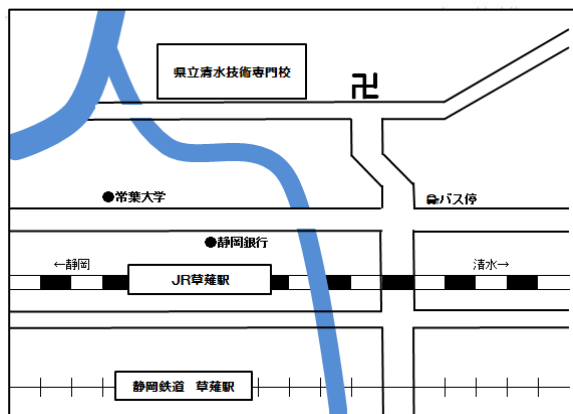 県立清水技術専門校
卍
●常葉大学
バス停
●静岡銀行
←静岡
清水→
JR草薙駅
静岡鉄道 草薙駅